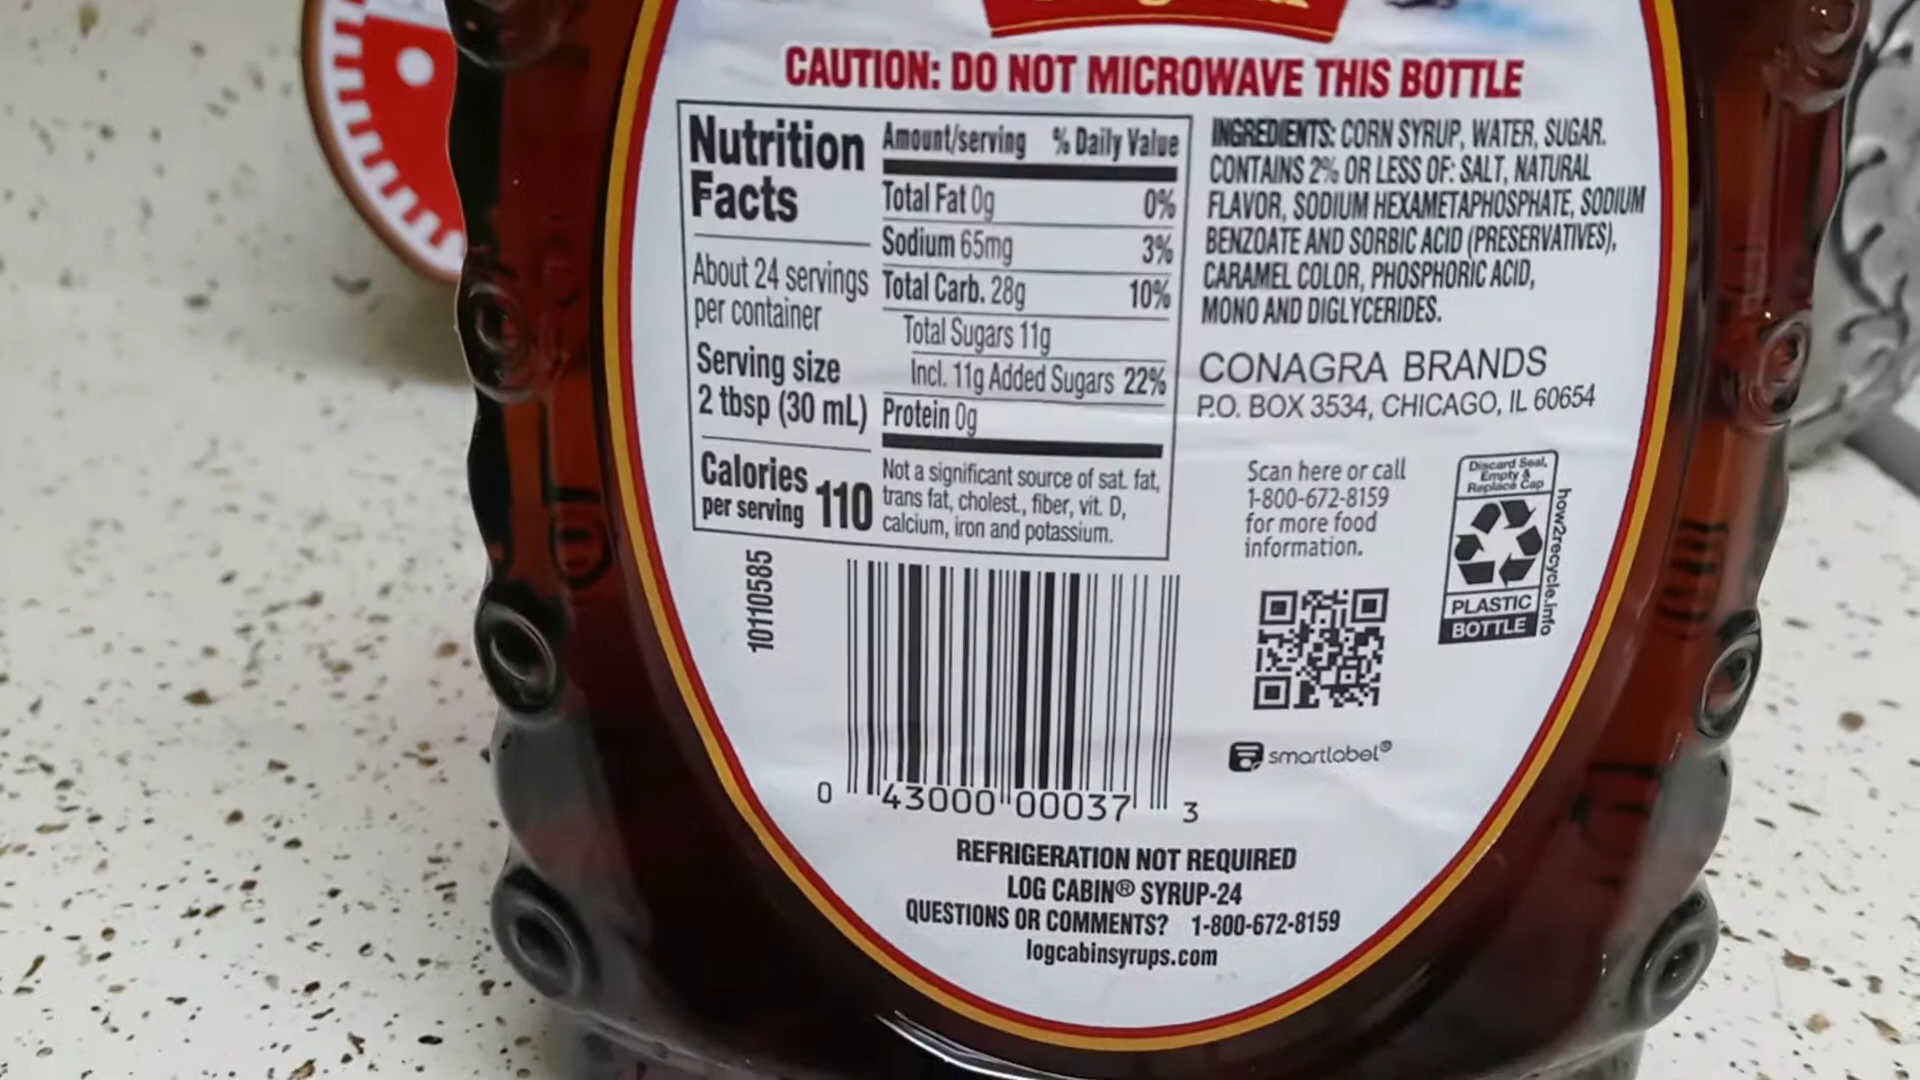 CAUTION: DO NOT MICROWAVE THIS BOTTLE
Nutrition
Facts
About 24 servings
per container
Serving size
2 tbsp (30 mL)
Calories
per serving 110
Amount/serving % Daily Value
Total Fat 0g 0%
Sodium 65mg 3%
Total Carb. 28g 10%
Total Sugars 11g
Incl. 11g Added Sugars 22%
Protein 0g
Not a significant source of sat. fat,
trans fat, cholest., fiber, vit. D,
calcium, iron and potassium.
INGREDIENTS: CORN SYRUP, WATER, SUGAR.
CONTAINS 2% OR LESS OF: SALT, NATURAL
FLAVOR, SODIUM HEXAMETAPHOSPHATE, SODIUM
BENZOATE AND SORBIC ACID (PRESERVATIVES),
CARAMEL COLOR, PHOSPHORIC ACID,
MONO AND DIGLYCERIDES.
CONAGRA BRANDS
P.O. BOX 3534, CHICAGO, IL 60654
Scan here or call
1-800-672-8159
for more food
information.
Discard Seal,
Empty &
Replace Cap
PLASTIC
BOTTLE
how2recycle.info
smartlabel®
10110585
0 43000 00037 3
REFRIGERATION NOT REQUIRED
LOG CABIN® SYRUP-24
QUESTIONS OR COMMENTS? 1-800-672-8159
logcabinsyrups.com